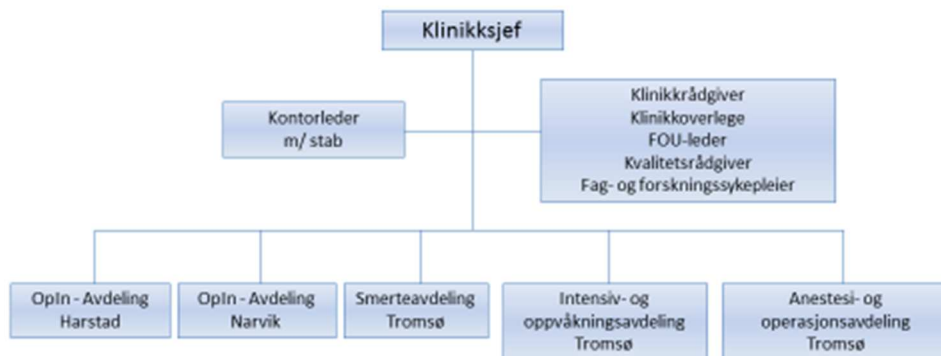 Klinikksjef
Kontorleder
m/ stab
Klinikkrådgiver
Klinikkoverlege
FOU-leder
Kvalitetsrådgiver
Fag- og forskningssykepleier
OpIn - Avdeling
Harstad
OpIn - Avdeling
Narvik
Smerteavdeling
Tromsø
Intensiv- og
oppvåkningsavdeling
Tromsø
Anestesi- og
operasjonsavdeling
Tromsø